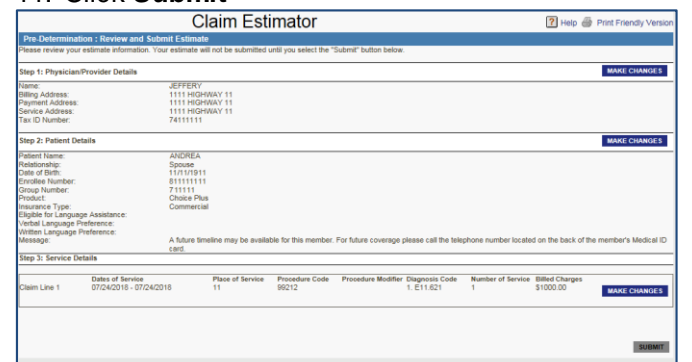 11. Click Submit
Claim Estimator
? Help Print Friendly Version
Pre-Determination : Review and Submit Estimate
Please review your estimate information. Your estimate will not be submitted until you select the "Submit" button below.
Step 1: Physician/Provider Details MAKE CHANGES
Name: JEFFERY
Billing Address: 1111 HIGHWAY 11
Payment Address: 1111 HIGHWAY 11
Service Address: 1111 HIGHWAY 11
Tax ID Number: 74111111
Step 2: Patient Details MAKE CHANGES
Patient Name: ANDREA
Relationship: Spouse
Date of Birth: 11/11/1911
Enrollee Number: 811111111
Group Number: 711111
Product: Choice Plus
Insurance Type: Commercial
Eligible for Language Assistance:
Verbal Language Preference:
Written Language Preference:
Message: A future timeline may be available for this member. For future coverage please call the telephone number located on the back of the member's Medical ID
card.
Step 3: Service Details
Dates of Service Place of Service Procedure Code Procedure Modifier Diagnosis Code Number of Service Billed Charges
Claim Line 1 07/24/2018 - 07/24/2018 11 99212 1. E11.621 1 $1000.00 MAKE CHANGES
SUBMIT